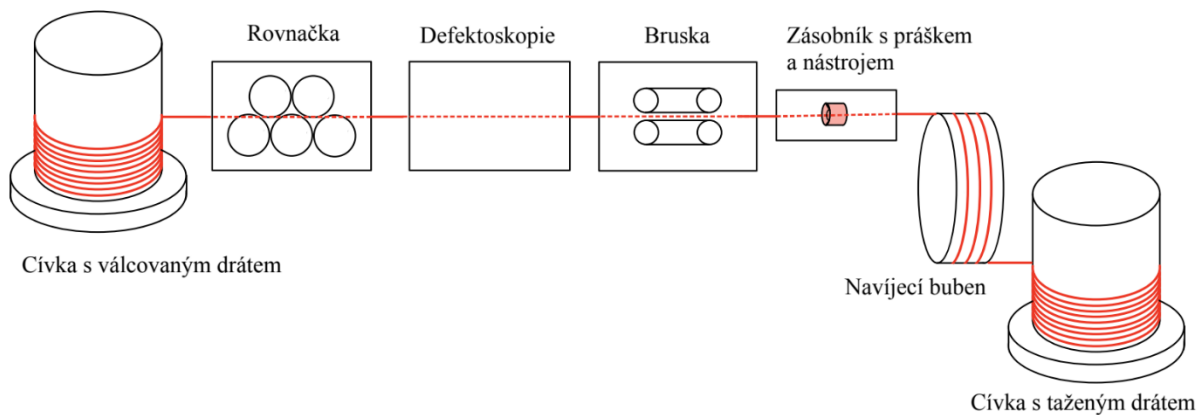 Rovnačka
Defektoskopie
Bruska
Zásobník s práškem
a nástrojem
Cívka s válcovaným drátem
Navíjecí buben
Cívka s taženým drátem